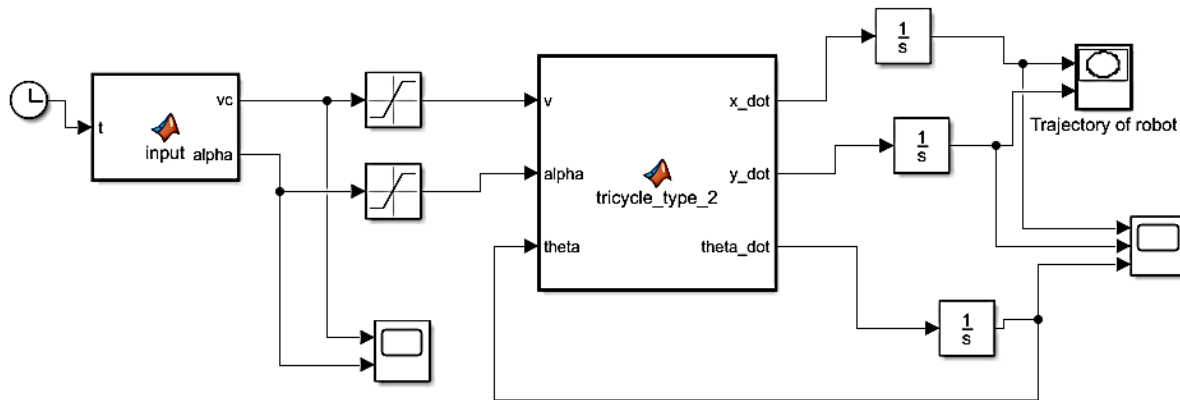 t
vc
alpha
input
v
alpha
theta
tricycle_type_2
x_dot
y_dot
theta_dot
1
s
1
s
1
s
Trajectory of robot